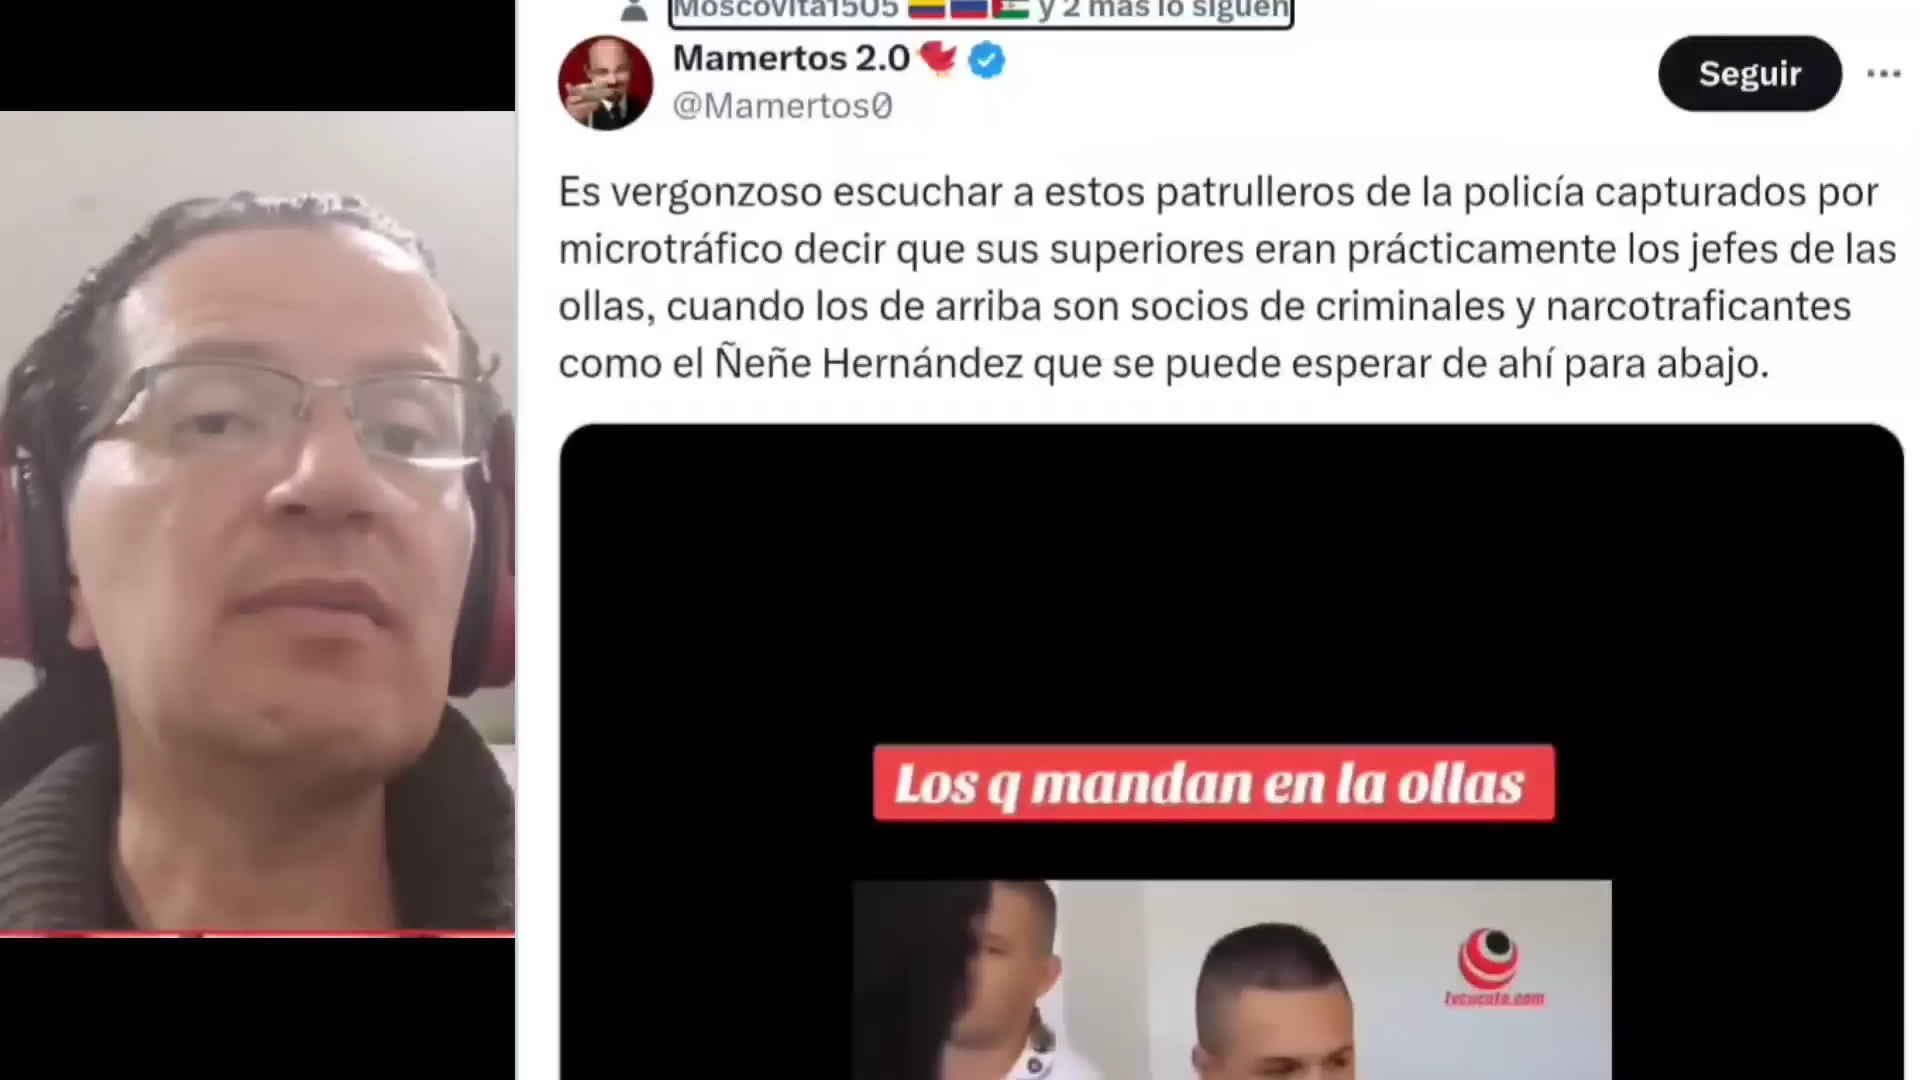 Moscovita1505 🇨🇴🇷🇺🇪🇭 y 2 más lo siguen
Mamertos 2.0
Seguir
@Mamertos0
Es vergonzoso escuchar a estos patrulleros de la policía capturados por
microtráfico decir que sus superiores eran prácticamente los jefes de las
ollas, cuando los de arriba son socios de criminales y narcotraficantes
como el Ñeñe Hernández que se puede esperar de ahí para abajo.
Los q mandan en la ollas
tvcucuta.com